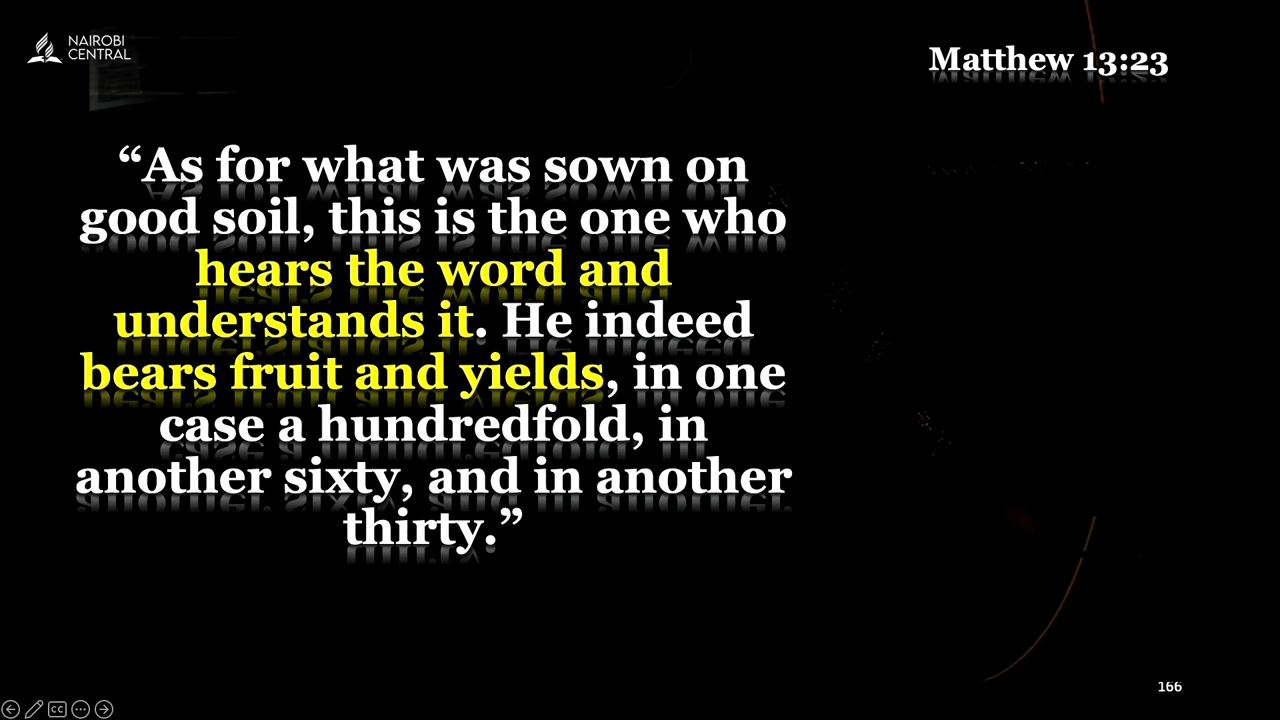 NAIROBI
CENTRAL
Matthew 13:23
“As for what was sown on
good soil, this is the one who
hears the word and
understands it. He indeed
bears fruit and yields, in one
case a hundredfold, in
another sixty, and in another
thirty.”
166
CC